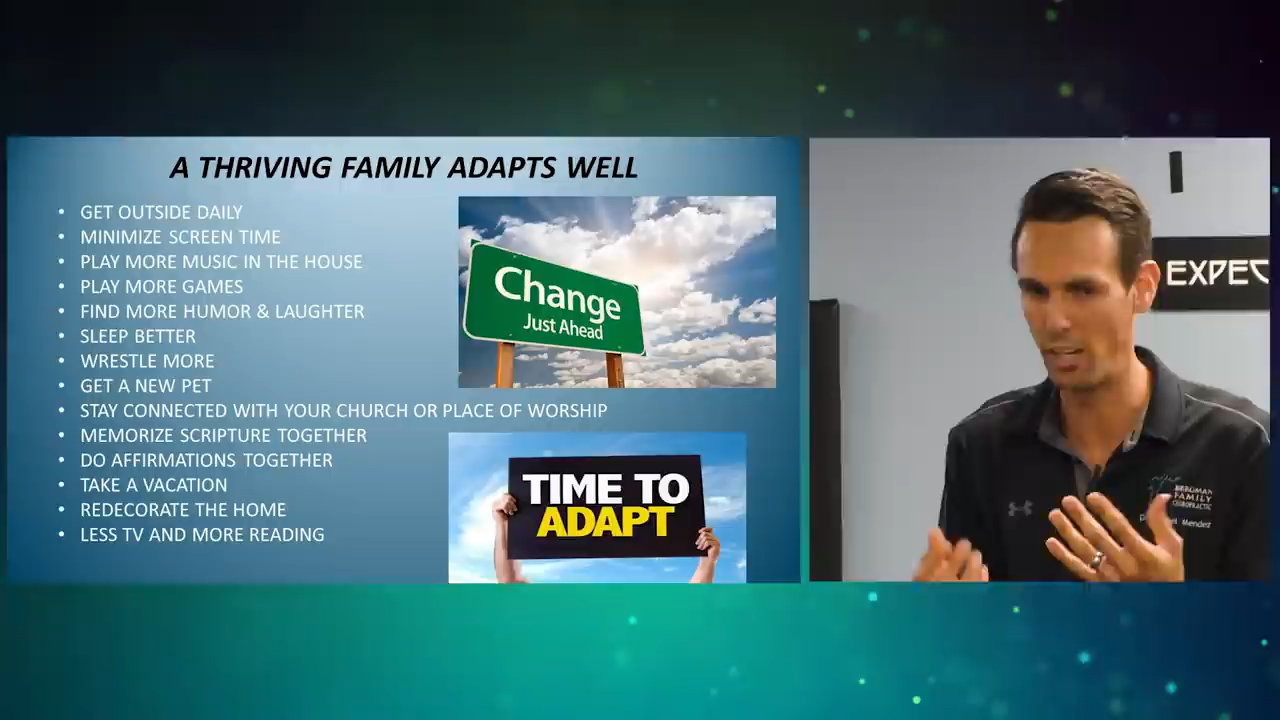 A THRIVING FAMILY ADAPTS WELL
• GET OUTSIDE DAILY
• MINIMIZE SCREEN TIME
• PLAY MORE MUSIC IN THE HOUSE
• PLAY MORE GAMES
• FIND MORE HUMOR & LAUGHTER
• SLEEP BETTER
• WRESTLE MORE
• GET A NEW PET
• STAY CONNECTED WITH YOUR CHURCH OR PLACE OF WORSHIP
• MEMORIZE SCRIPTURE TOGETHER
• DO AFFIRMATIONS TOGETHER
• TAKE A VACATION
• REDECORATE THE HOME
• LESS TV AND MORE READING
Change
Just Ahead
TIME TO
ADAPT
EXPEC
BERGMAN
FAMILY
CHIROPRACTIC
Mendez